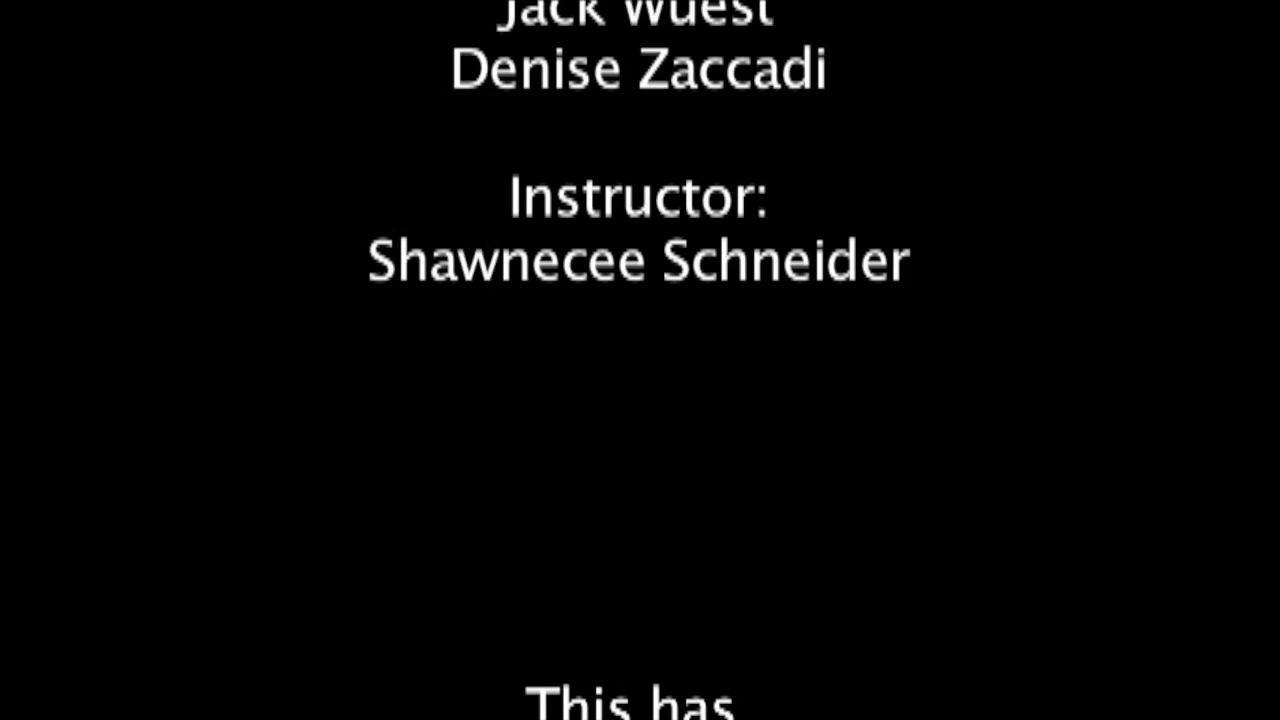 Jack Wuest
Denise Zaccadi
Instructor:
Shawnecee Schneider
This has